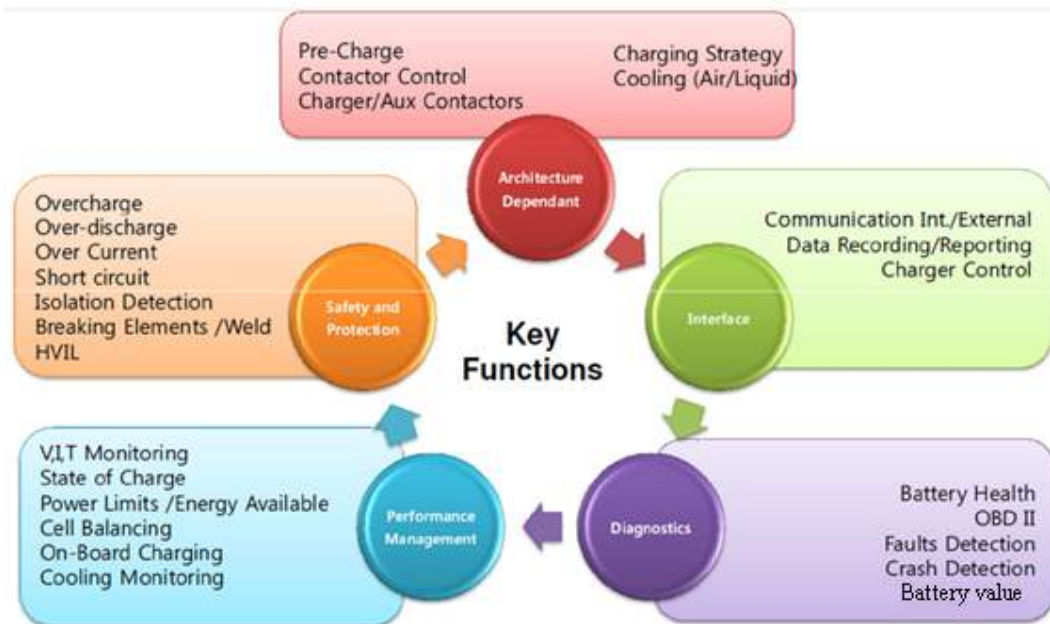 Pre-Charge
Contactor Control
Charger/Aux Contactors
Charging Strategy
Cooling (Air/Liquid)
Architecture
Dependant
Communication Int./External
Data Recording/Reporting
Charger Control
Interface
Overcharge
Over-discharge
Over Current
Short circuit
Isolation Detection
Breaking Elements /Weld
HVIL
Safety and
Protection
Key
Functions
V,I,T Monitoring
State of Charge
Power Limits /Energy Available
Cell Balancing
On-Board Charging
Cooling Monitoring
Performance
Management
Diagnostics
Battery Health
OBD II
Faults Detection
Crash Detection
Battery value